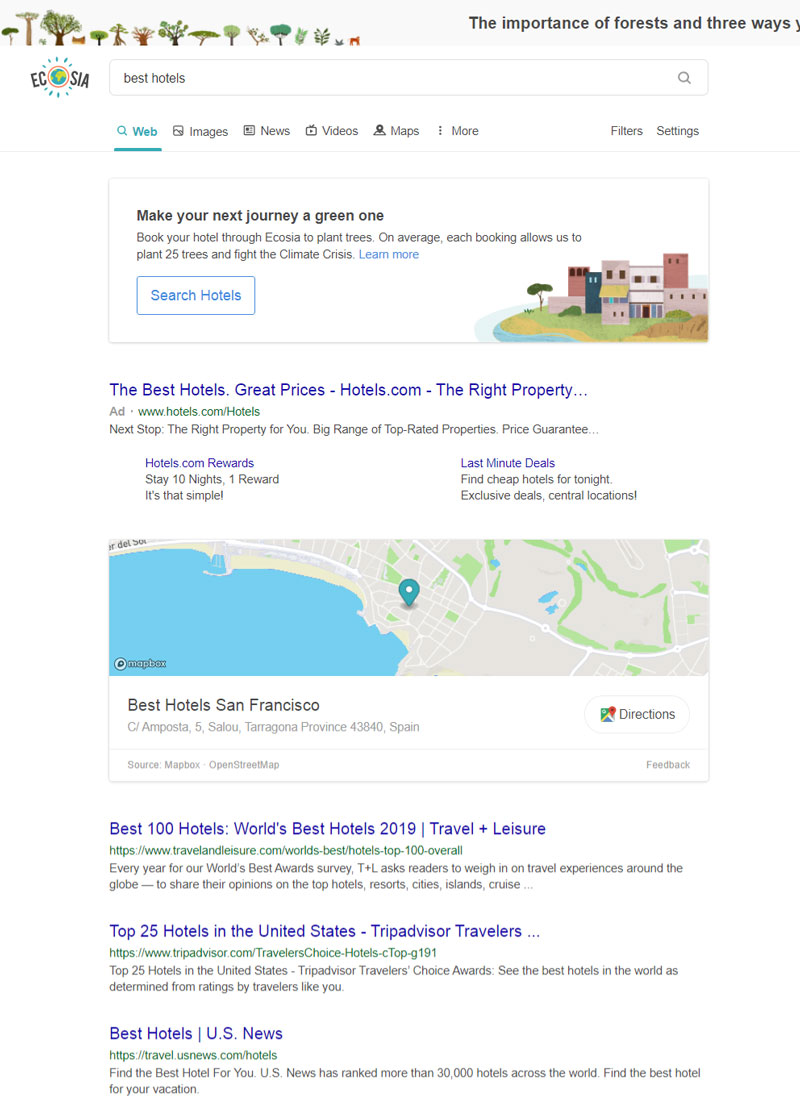 The importance of forests and three ways
ECOSIA
best hotels
Web Images News Videos Maps More Filters Settings
Make your next journey a green one
Book your hotel through Ecosia to plant trees. On average, each booking allows us to
plant 25 trees and fight the Climate Crisis. Learn more
Search Hotels
The Best Hotels. Great Prices - Hotels.com - The Right Property…
Ad · www.hotels.com/Hotels
Next Stop: The Right Property for You. Big Range of Top-Rated Properties. Price Guarantee…
Hotels.com Rewards
Stay 10 Nights, 1 Reward
It's that simple!
Last Minute Deals
Find cheap hotels for tonight.
Exclusive deals, central locations!
er del Sol
mapbox
Best Hotels San Francisco
C/ Amposta, 5, Salou, Tarragona Province 43840, Spain
Directions
Source: Mapbox · OpenStreetMap
Feedback
Best 100 Hotels: World's Best Hotels 2019 | Travel + Leisure
https://www.travelandleisure.com/worlds-best/hotels-top-100-overall
Every year for our World's Best Awards survey, T+L asks readers to weigh in on travel experiences around the
globe — to share their opinions on the top hotels, resorts, cities, islands, cruise ...
Top 25 Hotels in the United States - Tripadvisor Travelers ...
https://www.tripadvisor.com/TravelersChoice-Hotels-cTop-g191
Top 25 Hotels in the United States - Tripadvisor Travelers' Choice Awards: See the best hotels in the world as
determined from ratings by travelers like you.
Best Hotels | U.S. News
https://travel.usnews.com/hotels
Find the Best Hotel For You. U.S. News has ranked more than 30,000 hotels across the world. Find the best hotel
for your vacation.